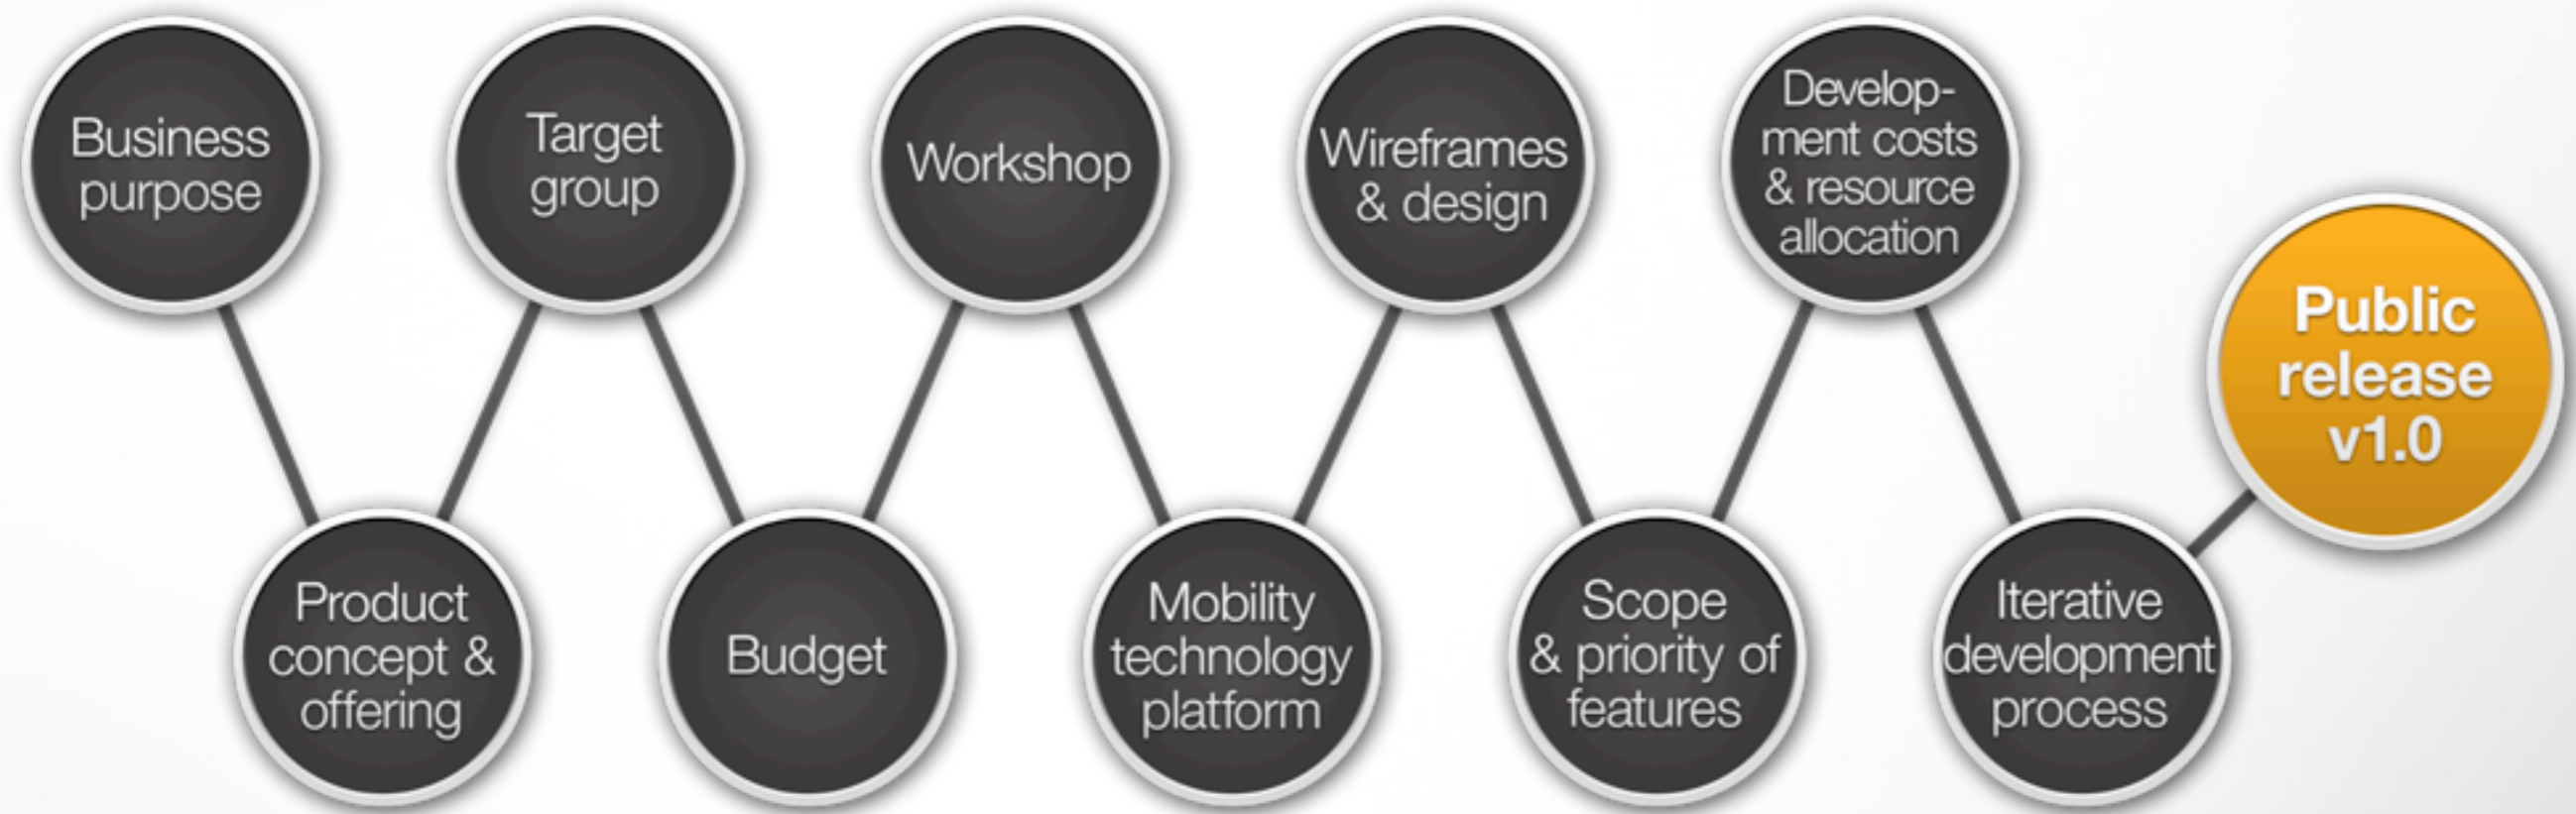 Business
purpose
Product
concept &
offering
Target
group
Budget
Workshop
Mobility
technology
platform
Wireframes
& design
Scope
& priority of
features
Develop-
ment costs
& resource
allocation
Iterative
development
process
Public
release
v1.0